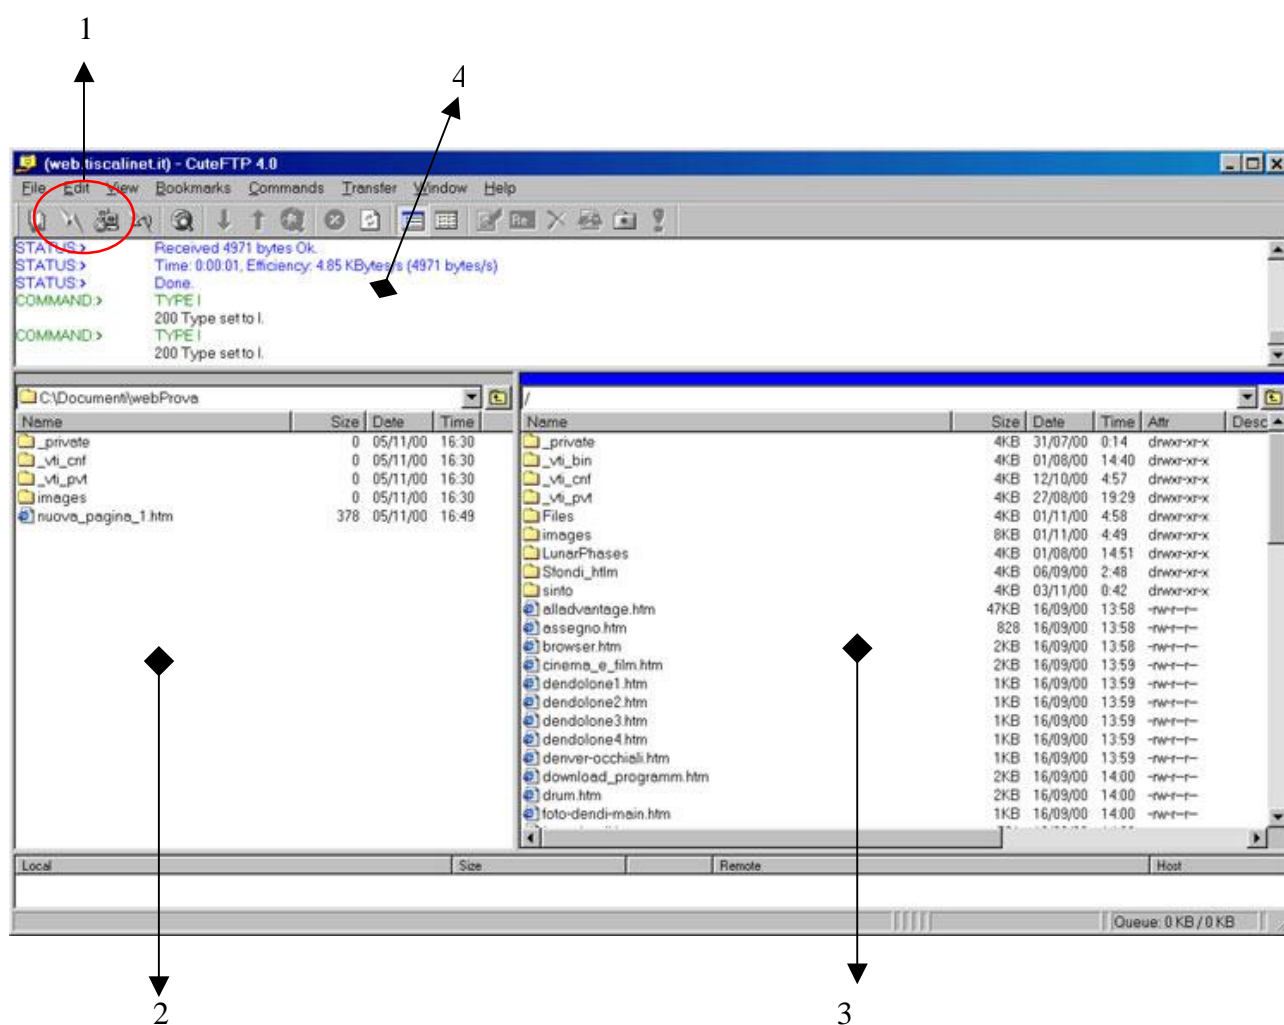 1
4
(web.tiscalinet.it) - CuteFTP 4.0
File Edit View Bookmarks Commands Transfer Window Help
STATUS:> Received 4971 bytes Ok.
STATUS:> Time: 0:00:01, Efficiency: 4.85 KBytes/s (4971 bytes/s)
STATUS:> Done.
COMMAND:> TYPE I
200 Type set to I.
COMMAND:> TYPE I
200 Type set to I.
C:\Documenti\webProva
Name Size Date Time
_private 0 05/11/00 16:30
_vti_cnf 0 05/11/00 16:30
_vti_pvt 0 05/11/00 16:30
images 0 05/11/00 16:30
nuova_pagina_1.htm 378 05/11/00 16:49
/
Name Size Date Time Attr Desc
_private 4KB 31/07/00 0:14 drwxr-xr-x
_vti_bin 4KB 01/08/00 14:40 drwxr-xr-x
_vti_cnf 4KB 12/10/00 4:57 drwxr-xr-x
_vti_pvt 4KB 27/08/00 19:29 drwxr-xr-x
Files 4KB 01/11/00 4:58 drwxr-xr-x
images 8KB 01/11/00 4:49 drwxr-xr-x
LunarPhases 4KB 01/08/00 14:51 drwxr-xr-x
Sfondi_htlm 4KB 06/09/00 2:48 drwxr-xr-x
sinto 4KB 03/11/00 0:42 drwxr-xr-x
alladvantage.htm 47KB 16/09/00 13:58 -rw-r--r--
assegno.htm 828 16/09/00 13:58 -rw-r--r--
browser.htm 2KB 16/09/00 13:58 -rw-r--r--
cinema_e_film.htm 2KB 16/09/00 13:59 -rw-r--r--
dendolone1.htm 1KB 16/09/00 13:59 -rw-r--r--
dendolone2.htm 1KB 16/09/00 13:59 -rw-r--r--
dendolone3.htm 1KB 16/09/00 13:59 -rw-r--r--
dendolone4.htm 1KB 16/09/00 13:59 -rw-r--r--
denver-occhiali.htm 1KB 16/09/00 13:59 -rw-r--r--
download_programm.htm 2KB 16/09/00 14:00 -rw-r--r--
drum.htm 2KB 16/09/00 14:00 -rw-r--r--
foto-dendi-main.htm 1KB 16/09/00 14:00 -rw-r--r--
Local Size Remote Host
Queue: 0 KB / 0 KB
2
3